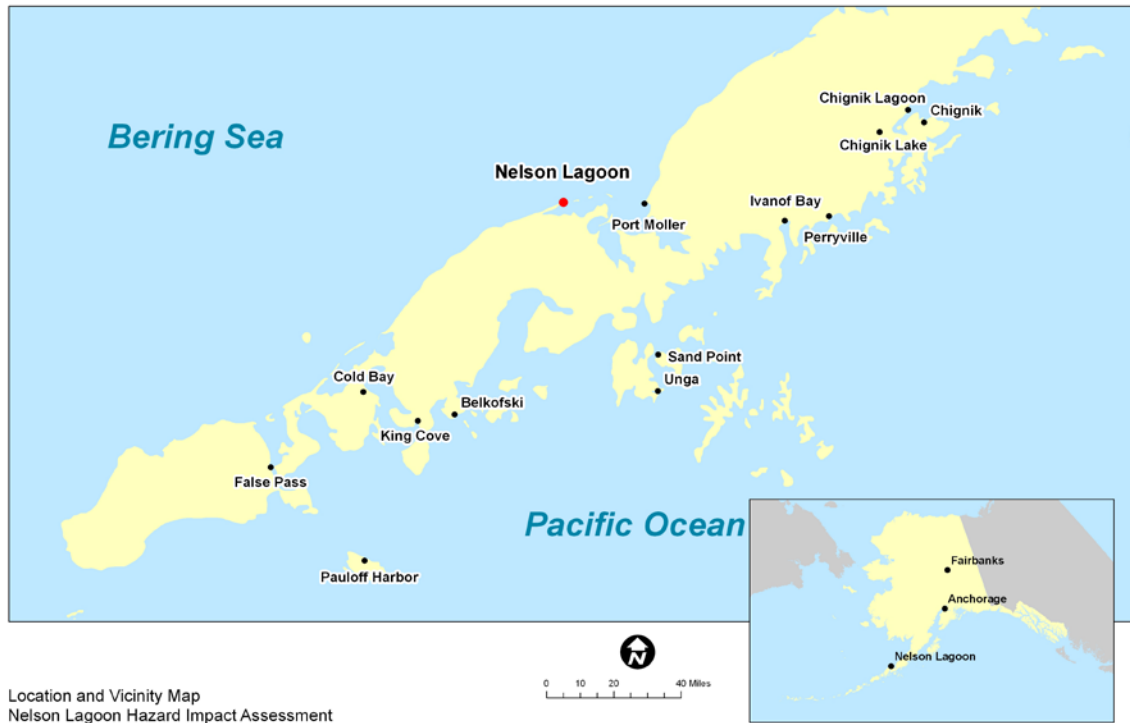 Bering Sea
Chignik Lagoon
Chignik
Chignik Lake
Nelson Lagoon
Ivanof Bay
Port Moller
Perryville
Sand Point
Cold Bay
Unga
Belkofski
King Cove
False Pass
Pacific Ocean
Pauloff Harbor
Fairbanks
Anchorage
Nelson Lagoon
N
0 10 20 40 Miles
Location and Vicinity Map
Nelson Lagoon Hazard Impact Assessment